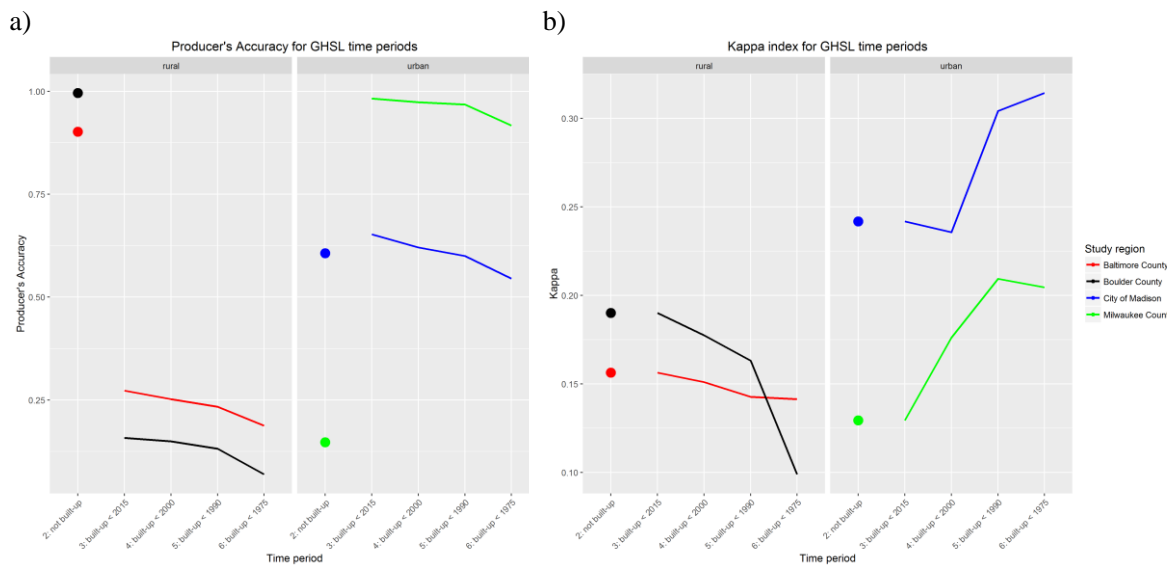 a)
Producer's Accuracy for GHSL time periods
rural
urban
1.00
0.75
0.50
0.25
Producer's Accuracy
2: not built-up
3: built-up < 2015
4: built-up < 2000
5: built-up < 1990
6: built-up < 1975
2: not built-up
3: built-up < 2015
4: built-up < 2000
5: built-up < 1990
6: built-up < 1975
Time period
b)
Kappa index for GHSL time periods
rural
urban
0.30
0.25
0.20
0.15
0.10
Kappa
2: not built-up
3: built-up < 2015
4: built-up < 2000
5: built-up < 1990
6: built-up < 1975
2: not built-up
3: built-up < 2015
4: built-up < 2000
5: built-up < 1990
6: built-up < 1975
Time period
Study region
Baltimore County
Boulder County
City of Madison
Milwaukee Count